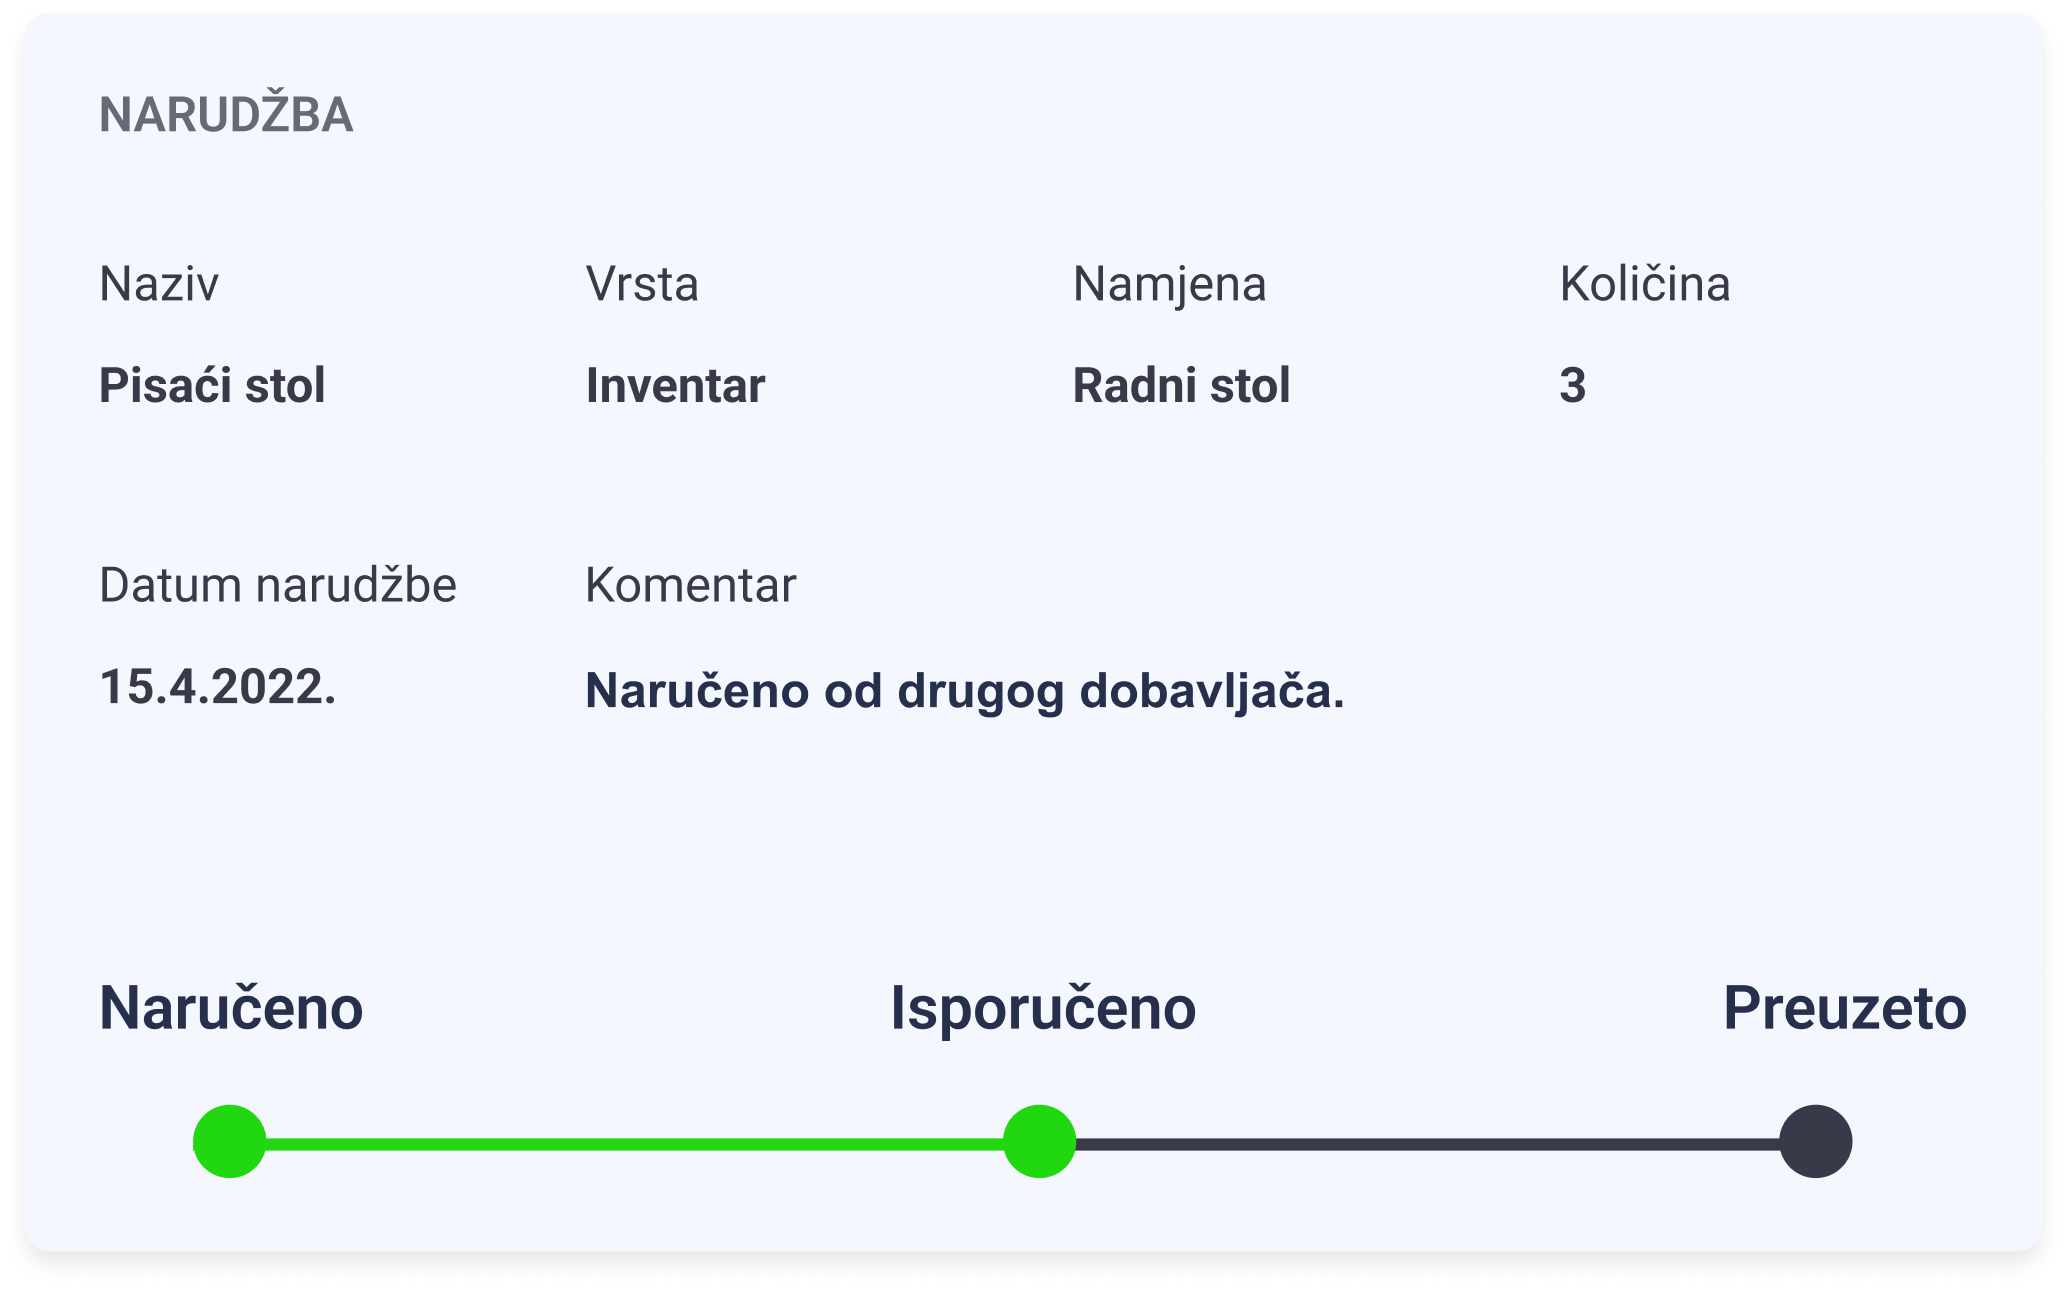 NARUDŽBA
Naziv Vrsta Namjena Količina
Pisaći stol Inventar Radni stol 3
Datum narudžbe Komentar
15.4.2022. Naručeno od drugog dobavljača.
Naručeno Isporučeno Preuzeto